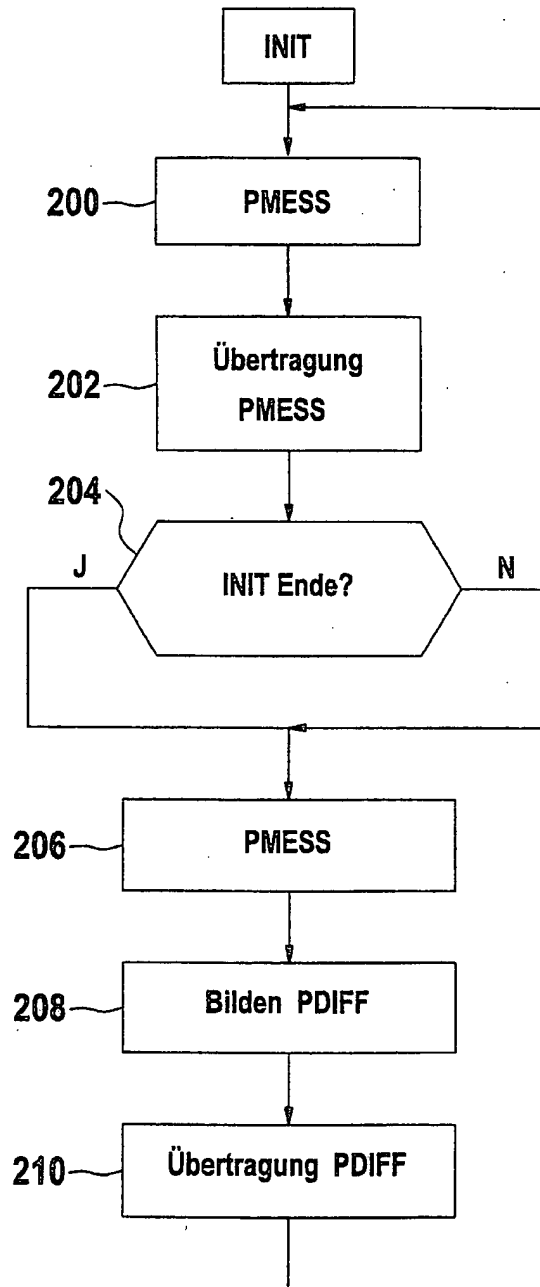 INIT
200
PMESS
202
Übertragung
PMESS
204
J
INIT Ende?
N
206
PMESS
208
Bilden PDIFF
210
Übertragung PDIFF